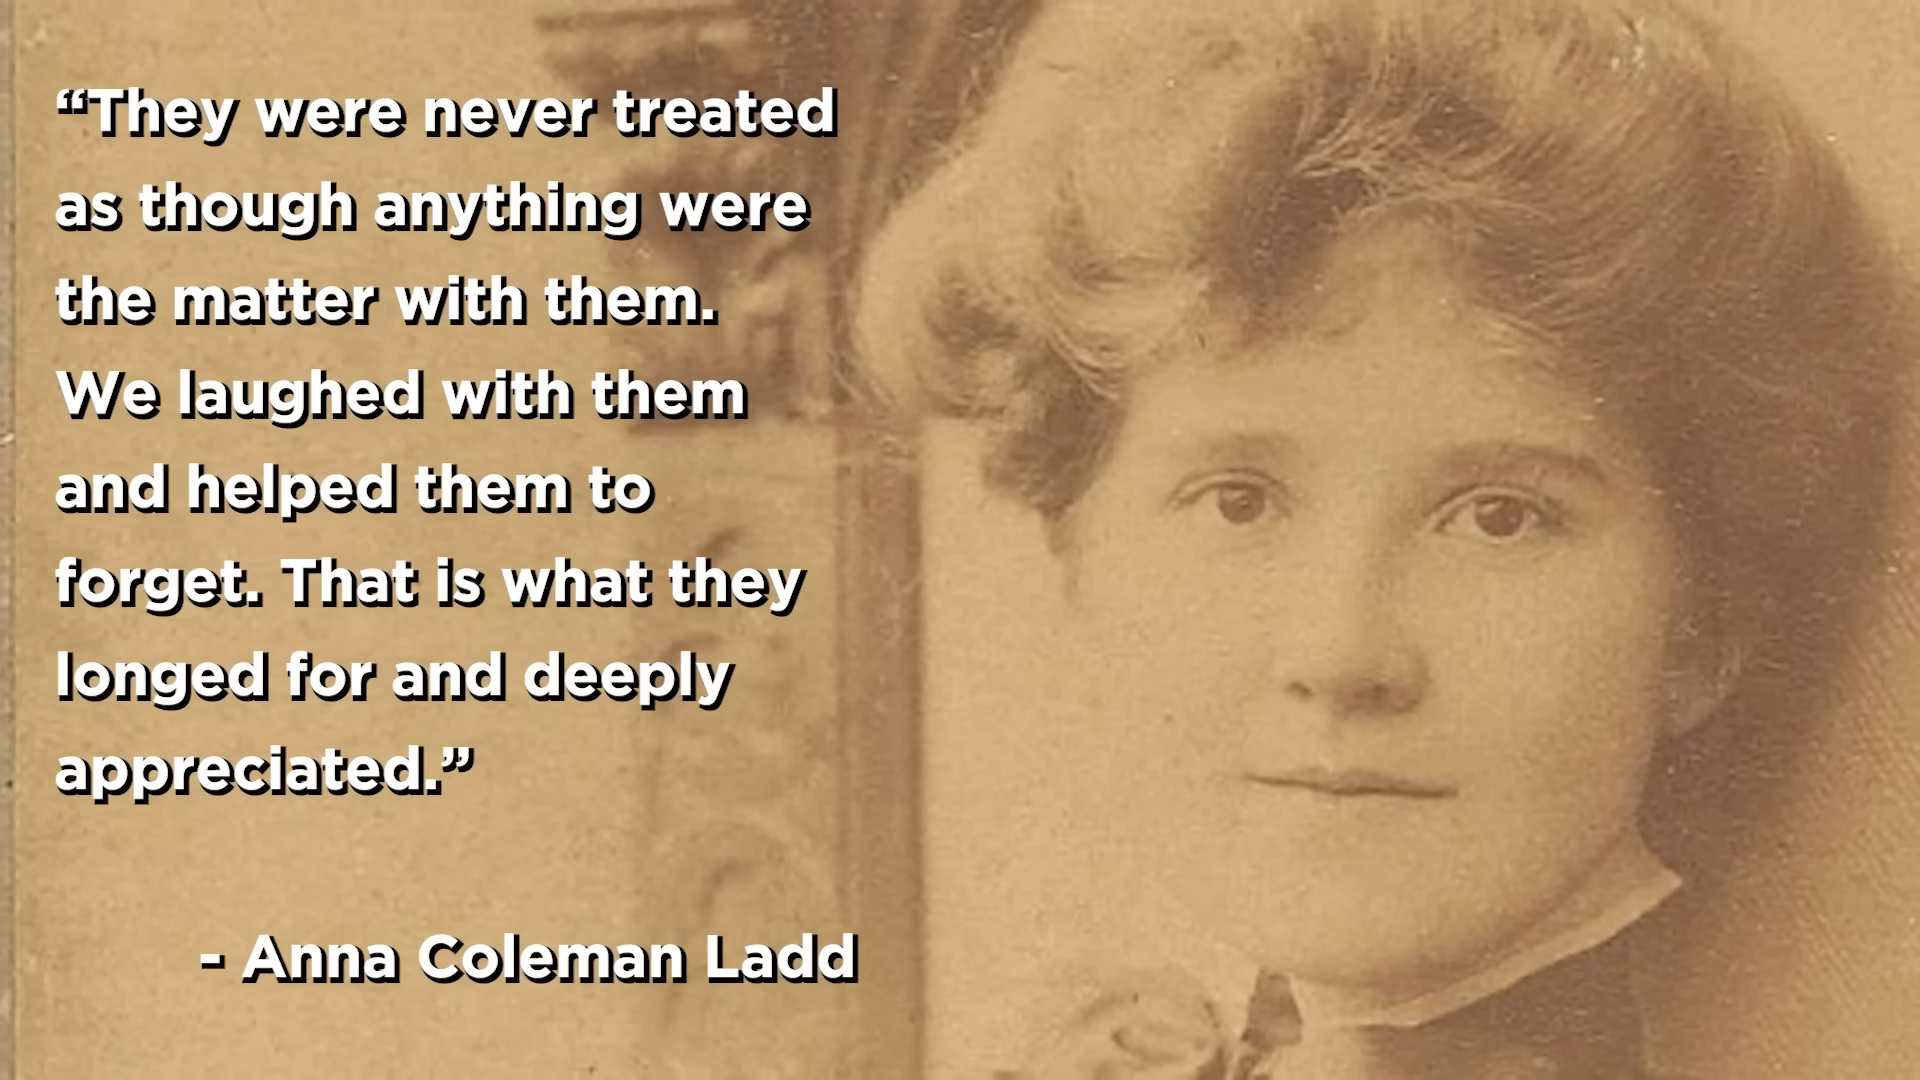 “They were never treated
as though anything were
the matter with them.
We laughed with them
and helped them to
forget. That is what they
longed for and deeply
appreciated.”
- Anna Coleman Ladd